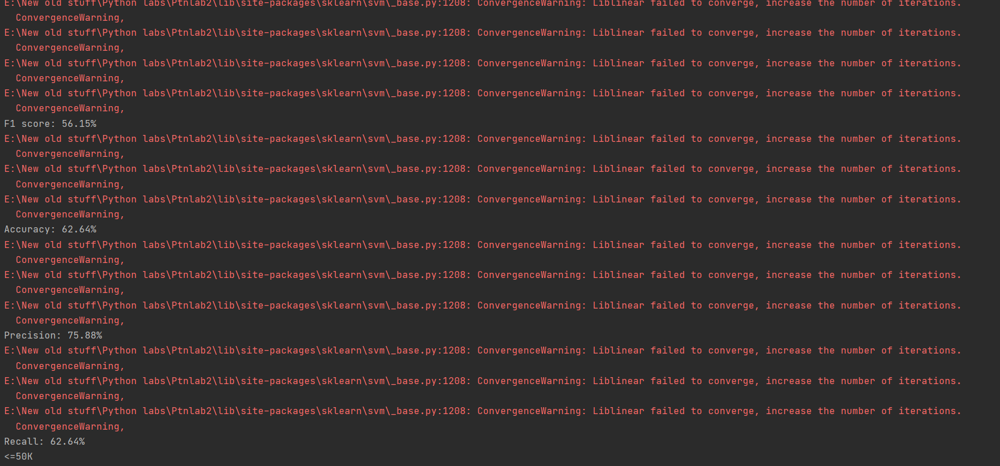 E:\New old stuff\Python labs\Ptnlab2\lib\site-packages\sklearn\svm\_base.py:1208: ConvergenceWarning: Liblinear failed to converge, increase the number of iterations.
  ConvergenceWarning,
E:\New old stuff\Python labs\Ptnlab2\lib\site-packages\sklearn\svm\_base.py:1208: ConvergenceWarning: Liblinear failed to converge, increase the number of iterations.
  ConvergenceWarning,
E:\New old stuff\Python labs\Ptnlab2\lib\site-packages\sklearn\svm\_base.py:1208: ConvergenceWarning: Liblinear failed to converge, increase the number of iterations.
  ConvergenceWarning,
E:\New old stuff\Python labs\Ptnlab2\lib\site-packages\sklearn\svm\_base.py:1208: ConvergenceWarning: Liblinear failed to converge, increase the number of iterations.
  ConvergenceWarning,
F1 score: 56.15%
E:\New old stuff\Python labs\Ptnlab2\lib\site-packages\sklearn\svm\_base.py:1208: ConvergenceWarning: Liblinear failed to converge, increase the number of iterations.
  ConvergenceWarning,
E:\New old stuff\Python labs\Ptnlab2\lib\site-packages\sklearn\svm\_base.py:1208: ConvergenceWarning: Liblinear failed to converge, increase the number of iterations.
  ConvergenceWarning,
E:\New old stuff\Python labs\Ptnlab2\lib\site-packages\sklearn\svm\_base.py:1208: ConvergenceWarning: Liblinear failed to converge, increase the number of iterations.
  ConvergenceWarning,
Accuracy: 62.64%
E:\New old stuff\Python labs\Ptnlab2\lib\site-packages\sklearn\svm\_base.py:1208: ConvergenceWarning: Liblinear failed to converge, increase the number of iterations.
  ConvergenceWarning,
E:\New old stuff\Python labs\Ptnlab2\lib\site-packages\sklearn\svm\_base.py:1208: ConvergenceWarning: Liblinear failed to converge, increase the number of iterations.
  ConvergenceWarning,
E:\New old stuff\Python labs\Ptnlab2\lib\site-packages\sklearn\svm\_base.py:1208: ConvergenceWarning: Liblinear failed to converge, increase the number of iterations.
  ConvergenceWarning,
Precision: 75.88%
E:\New old stuff\Python labs\Ptnlab2\lib\site-packages\sklearn\svm\_base.py:1208: ConvergenceWarning: Liblinear failed to converge, increase the number of iterations.
  ConvergenceWarning,
E:\New old stuff\Python labs\Ptnlab2\lib\site-packages\sklearn\svm\_base.py:1208: ConvergenceWarning: Liblinear failed to converge, increase the number of iterations.
  ConvergenceWarning,
E:\New old stuff\Python labs\Ptnlab2\lib\site-packages\sklearn\svm\_base.py:1208: ConvergenceWarning: Liblinear failed to converge, increase the number of iterations.
  ConvergenceWarning,
Recall: 62.64%
<=50K